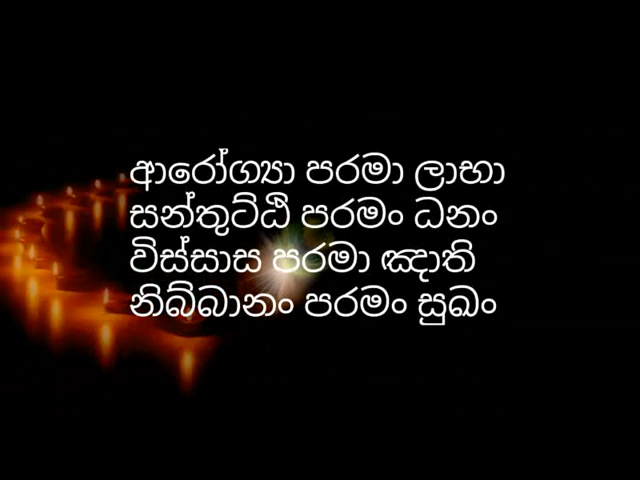 ආරෝග්‍යා පරමා ලාභා
සන්තුට්ඨි පරමං ධනං
විස්සාස පරමා ඤාති
නිබ්බානං පරමං සුඛං